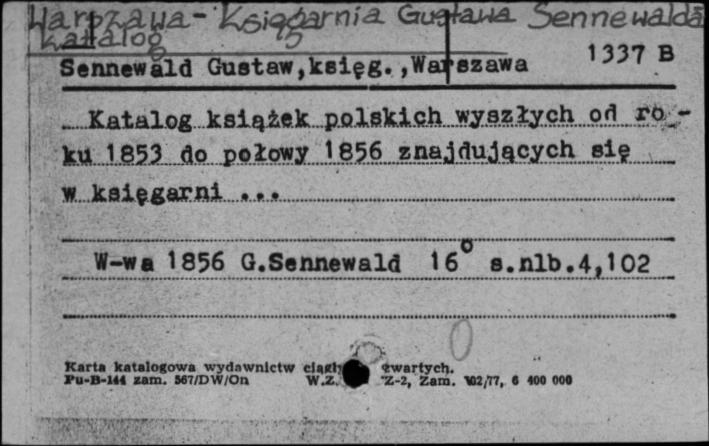 Warszawa - Księgarnia Gustawa Sennewalda
katalog
1337 B
Sennewald Gustaw,księg.,Warszawa
Katalog książek polskich wyszłych od ro-
ku 1853 do połowy 1856 znajdujących się
w księgarni ...
W-wa 1856 G.Sennewald 16° s.nlb.4,102
0
Karta katalogowa wydawnictw zwartych.
Pu-B-144 zam. 567/DW/On W.Z. Z-2, Zam. 102/77, 6 400 000